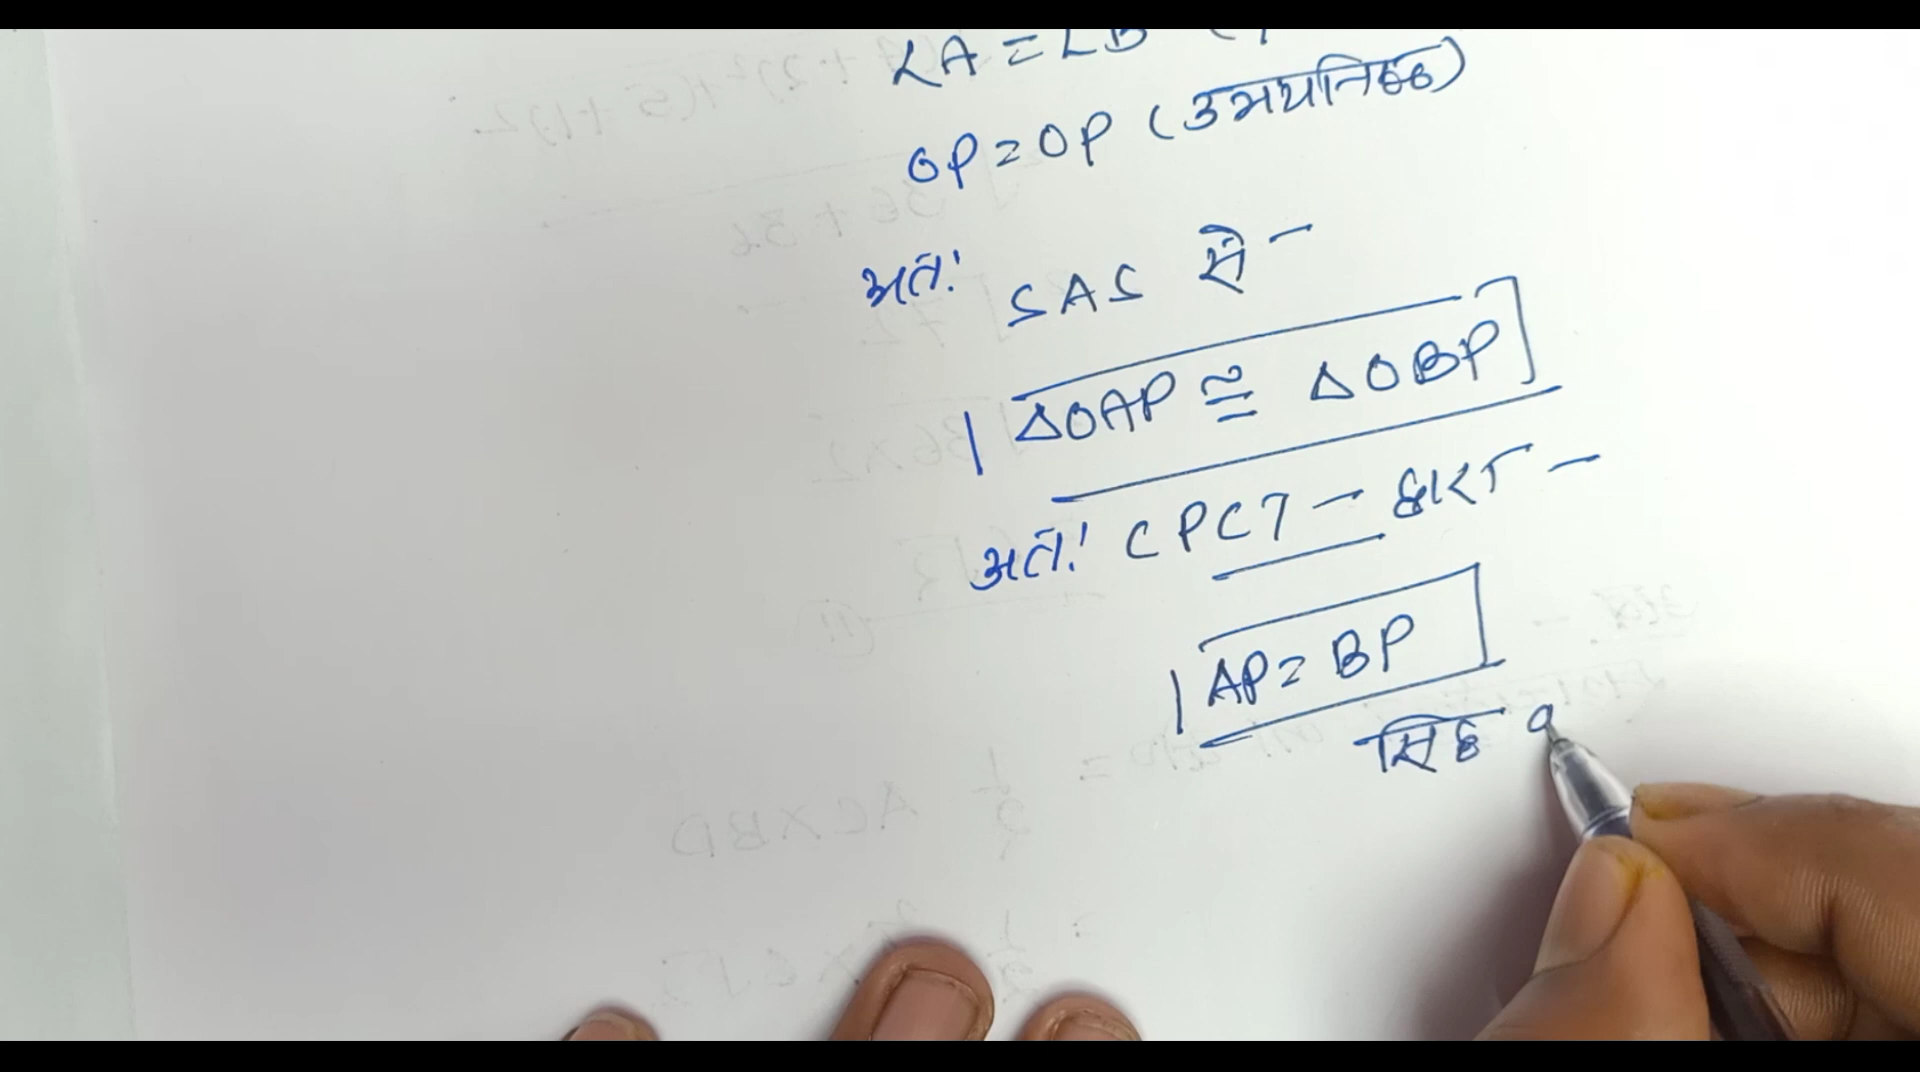 ∠A = ∠B (
OP = OP (उभयनिष्ठ)
अतः SAS से -
ΔOAP ≅ ΔOBP
अतः CPCT - द्वारा -
AP = BP
सिद्ध